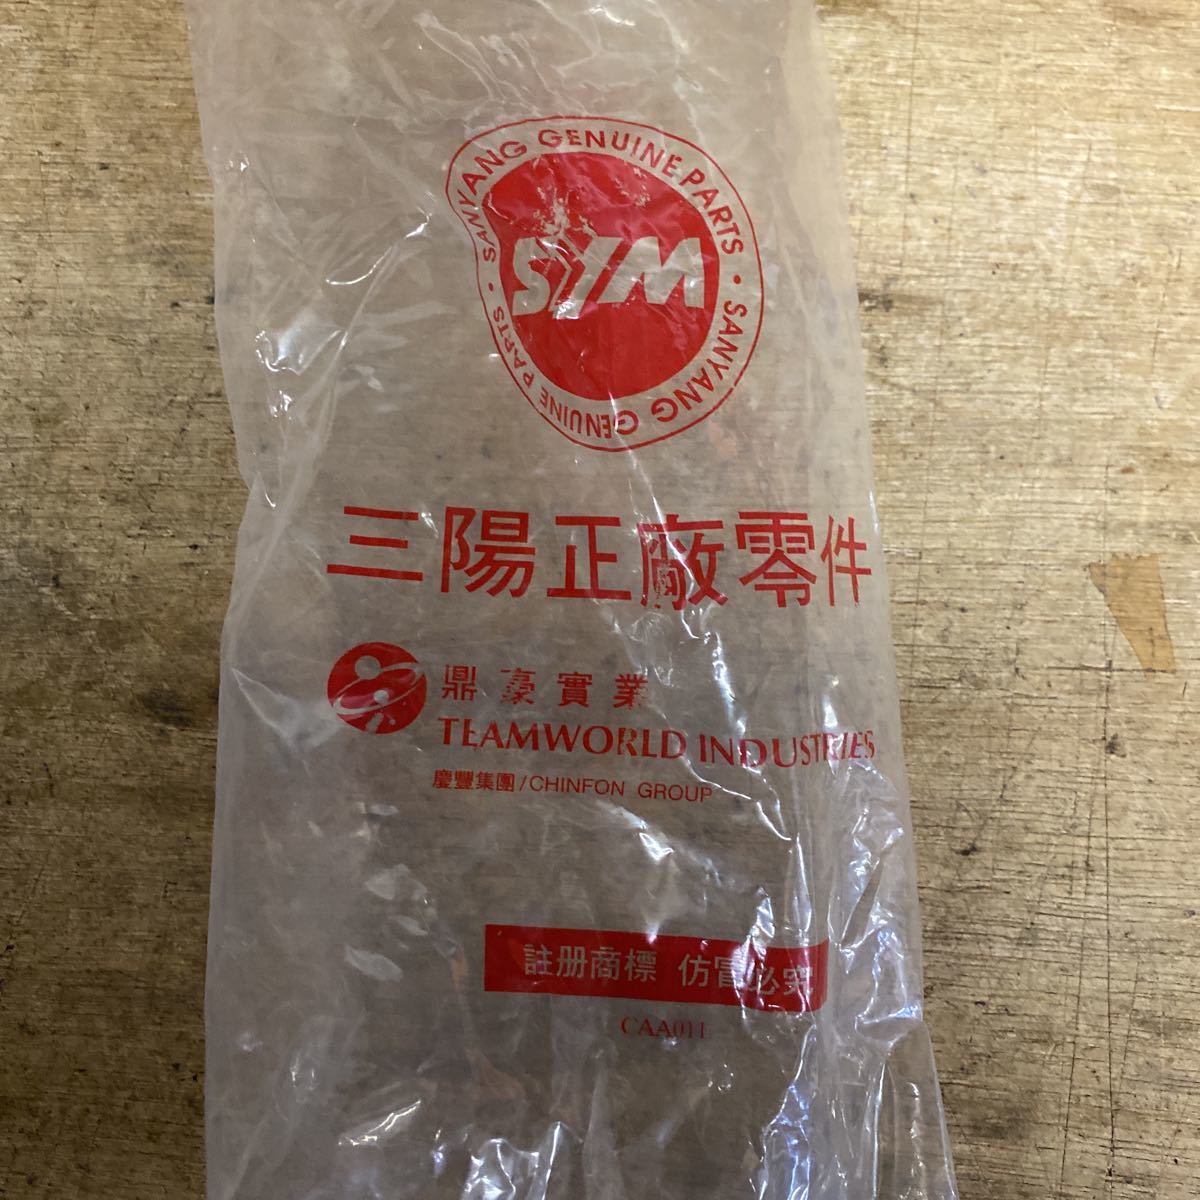 SANYANG GENUINE PARTS · SANYANG GENUINE PARTS ·
SYM
三陽正廠零件
鼎豪實業
TEAMWORLD INDUSTRIES
慶豐集團/CHINFON GROUP
註册商標 仿冒必究
CAA011